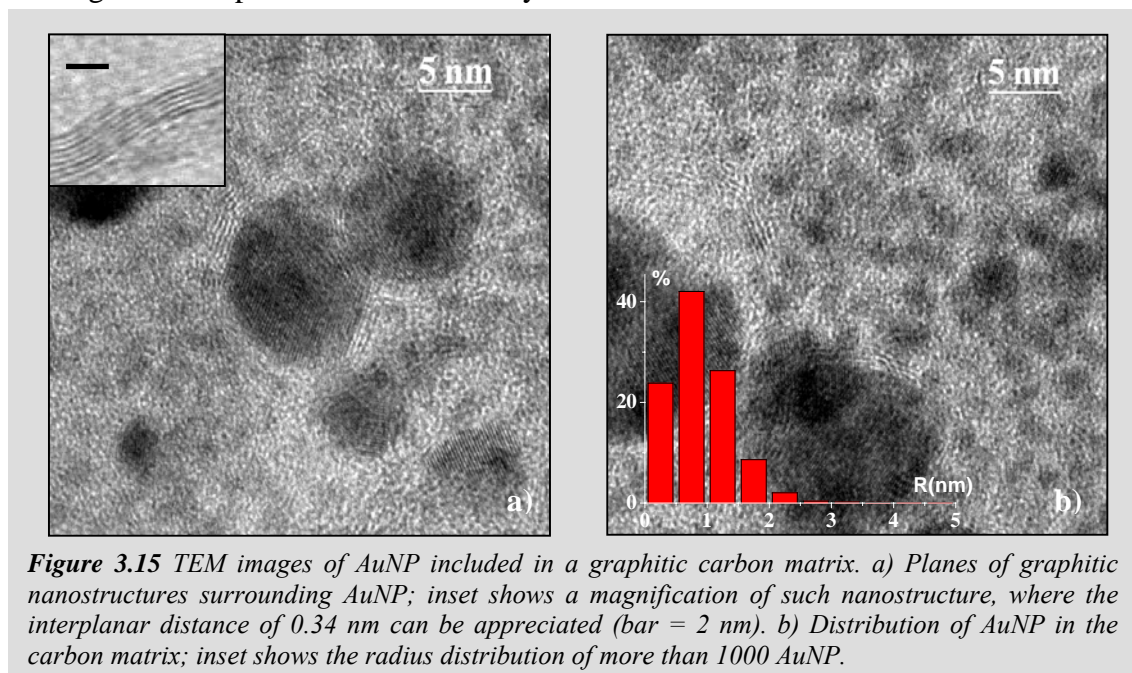 5 nm
5 nm
%
40
20
R(nm)
0
0 1 2 3 4 5
a)
b)
Figure 3.15 TEM images of AuNP included in a graphitic carbon matrix. a) Planes of graphitic
nanostructures surrounding AuNP; inset shows a magnification of such nanostructure, where the
interplanar distance of 0.34 nm can be appreciated (bar = 2 nm). b) Distribution of AuNP in the
carbon matrix; inset shows the radius distribution of more than 1000 AuNP.